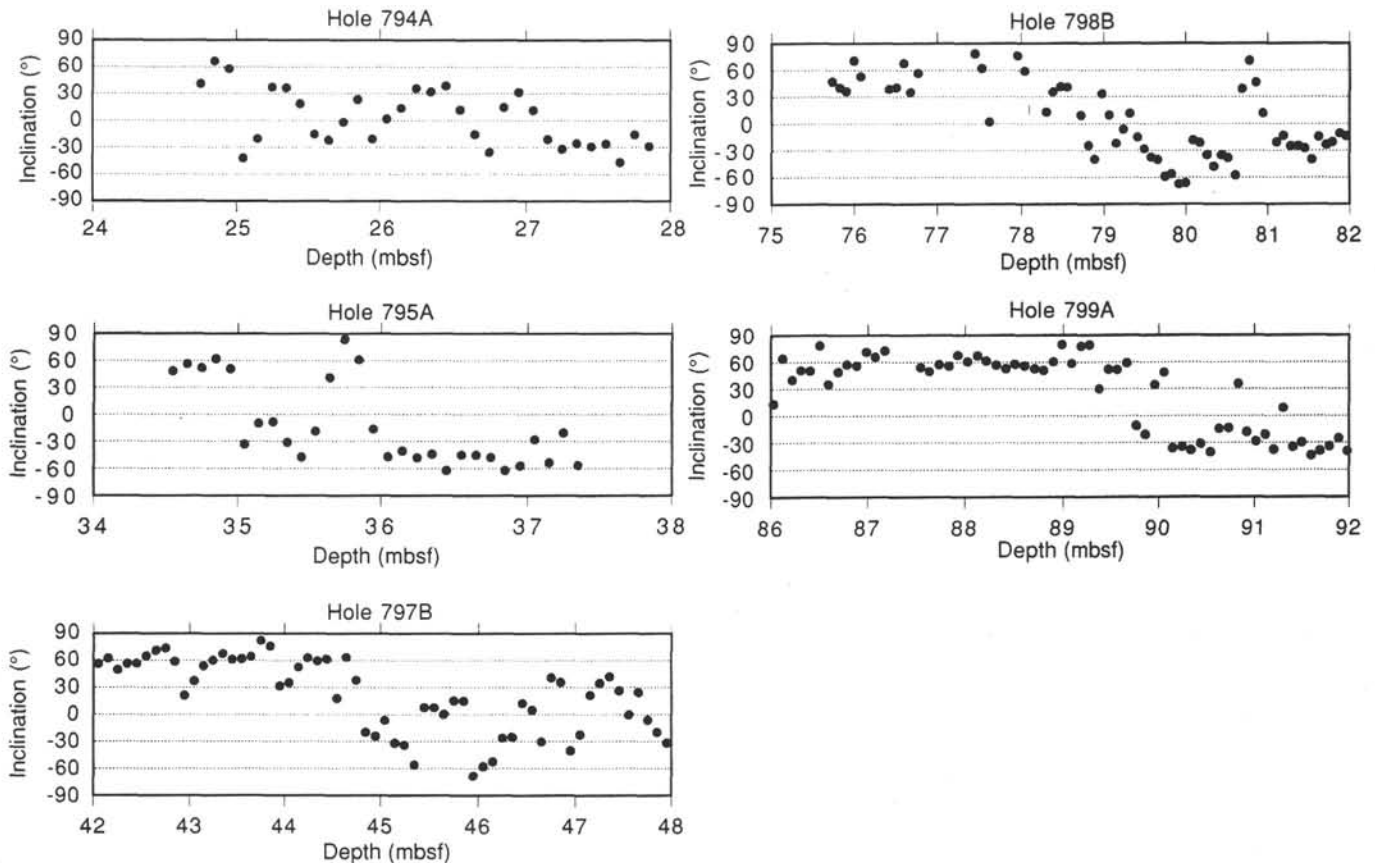 Hole 794A
Inclination (°)
90
60
30
0
-30
-60
-90
24 25 26 27 28
Depth (mbsf)
Hole 798B
Inclination (°)
90
60
30
0
-30
-60
-90
75 76 77 78 79 80 81 82
Depth (mbsf)
Hole 795A
Inclination (°)
90
60
30
0
-30
-60
-90
34 35 36 37 38
Depth (mbsf)
Hole 799A
Inclination (°)
90
60
30
0
-30
-60
-90
86 87 88 89 90 91 92
Depth (mbsf)
Hole 797B
Inclination (°)
90
60
30
0
-30
-60
-90
42 43 44 45 46 47 48
Depth (mbsf)